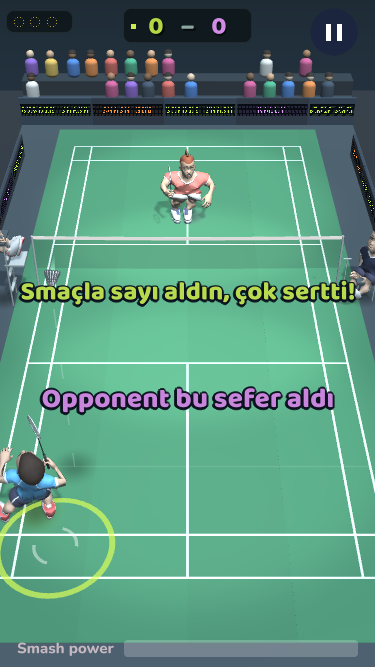 0 – 0
Smaçla sayı aldın, çok sertti!
Opponent bu sefer aldı
Smash power